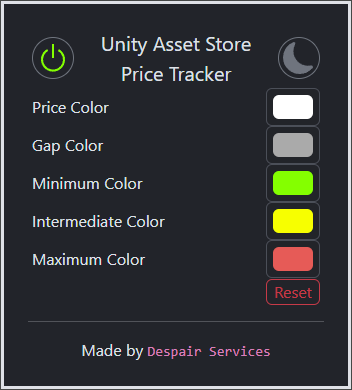 Unity Asset Store
Price Tracker
Price Color
Gap Color
Minimum Color
Intermediate Color
Maximum Color
Reset
Made by Despair Services